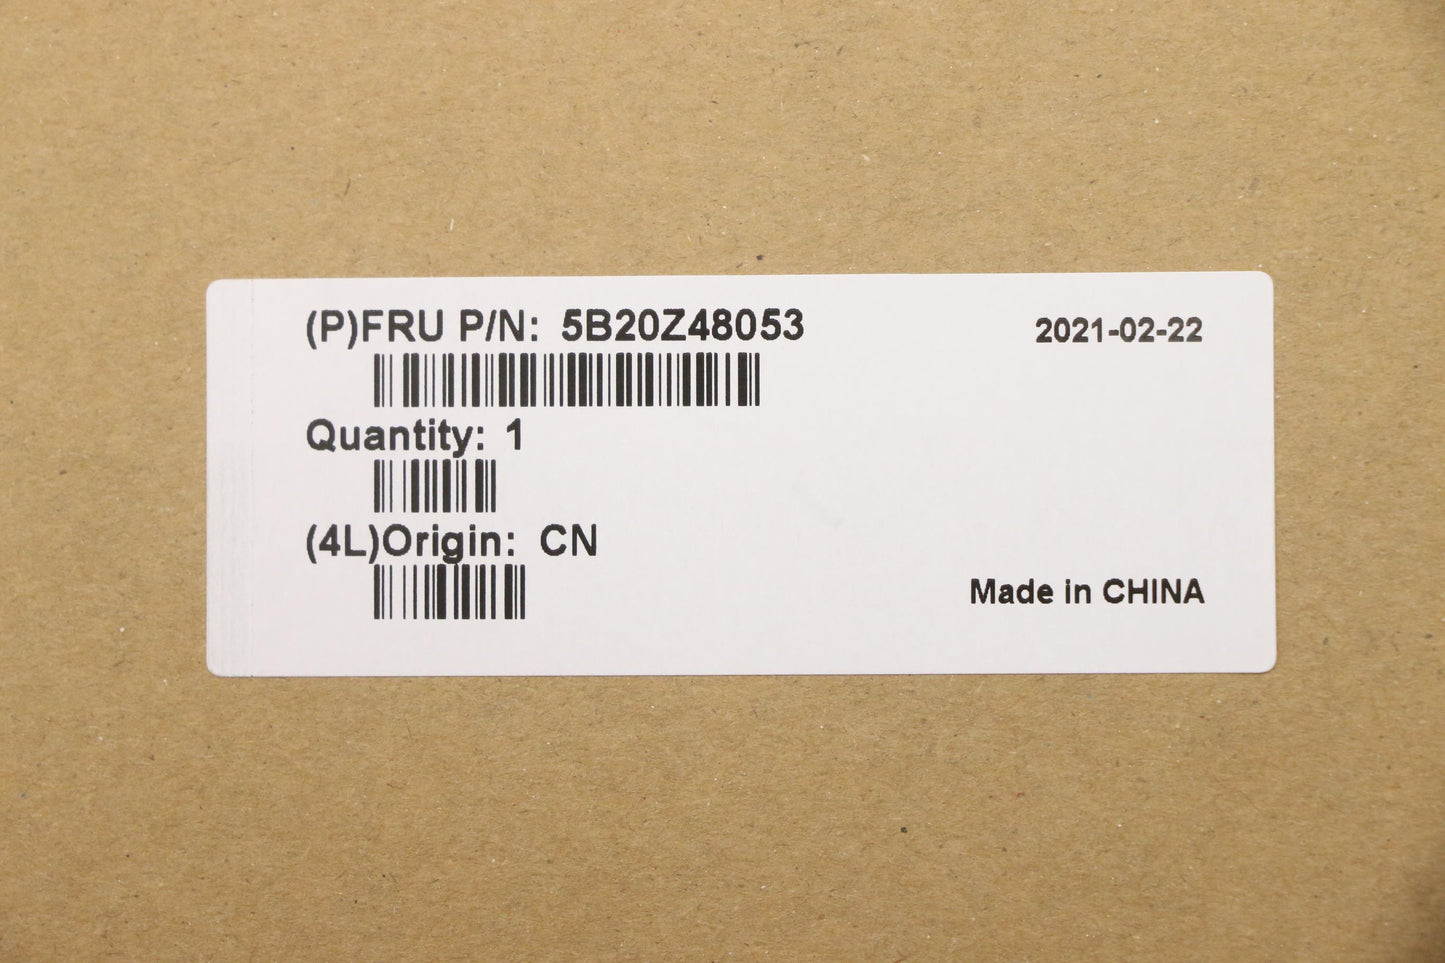 (P)FRU P/N: 5B20Z48053
2021-02-22
Quantity: 1
(4L)Origin: CN
Made in CHINA